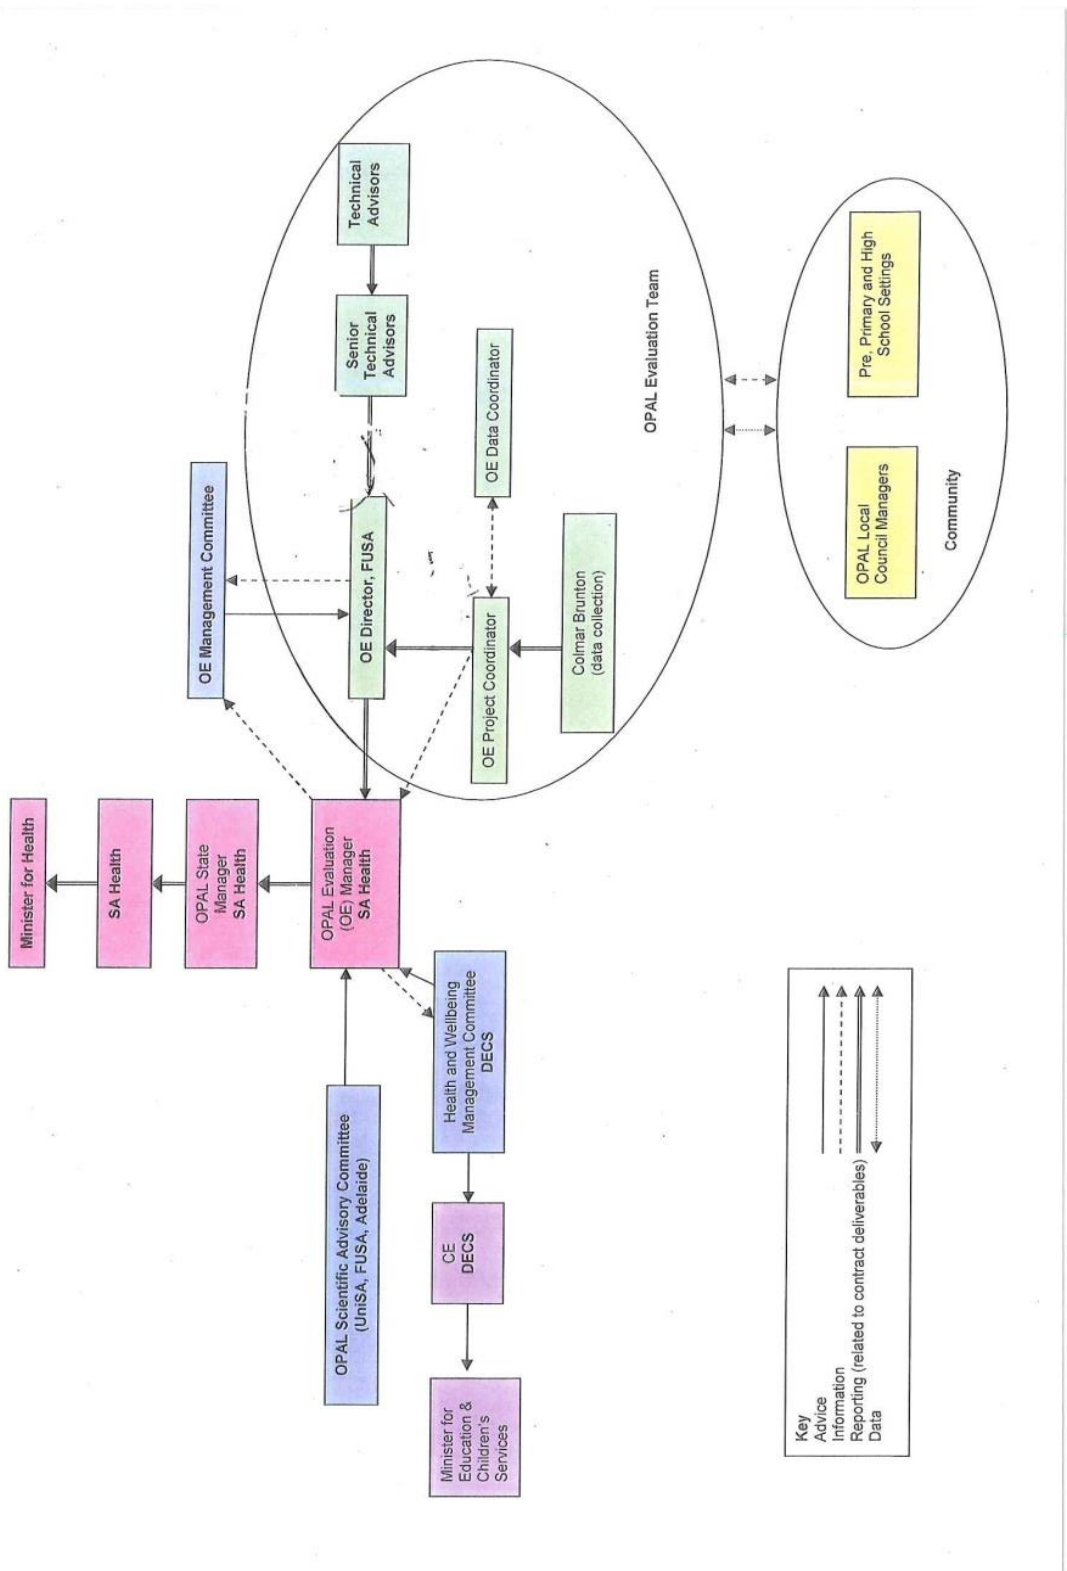 Minister for Health
SA Health
OPAL State
Manager
SA Health
OPAL Evaluation
(OE) Manager
SA Health
OE Management Committee
OPAL Scientific Advisory Committee
(UniSA, FUSA, Adelaide)
Health and Wellbeing
Management Committee
DECS
CE
DECS
Minister for
Education &
Children's
Services
OE Director, FUSA
Senior
Technical
Advisors
Technical
Advisors
OE Project Coordinator
OE Data Coordinator
Colmar Brunton
(data collection)
OPAL Evaluation Team
OPAL Local
Council Managers
Pre, Primary and High
School Settings
Community
Key
Advice
Information
Reporting (related to contract deliverables)
Data